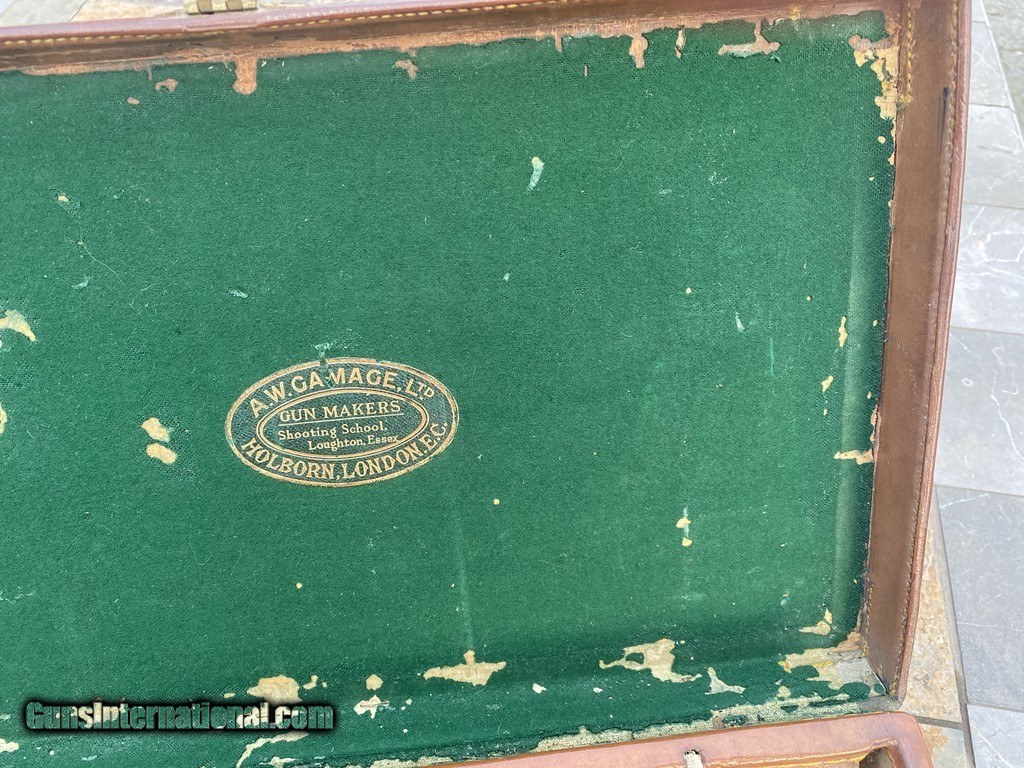 A.W. GAMAGE, LTD
GUN MAKERS
Shooting School,
Loughton, Essex
HOLBORN, LONDON, E.C.
GunsInternational.com